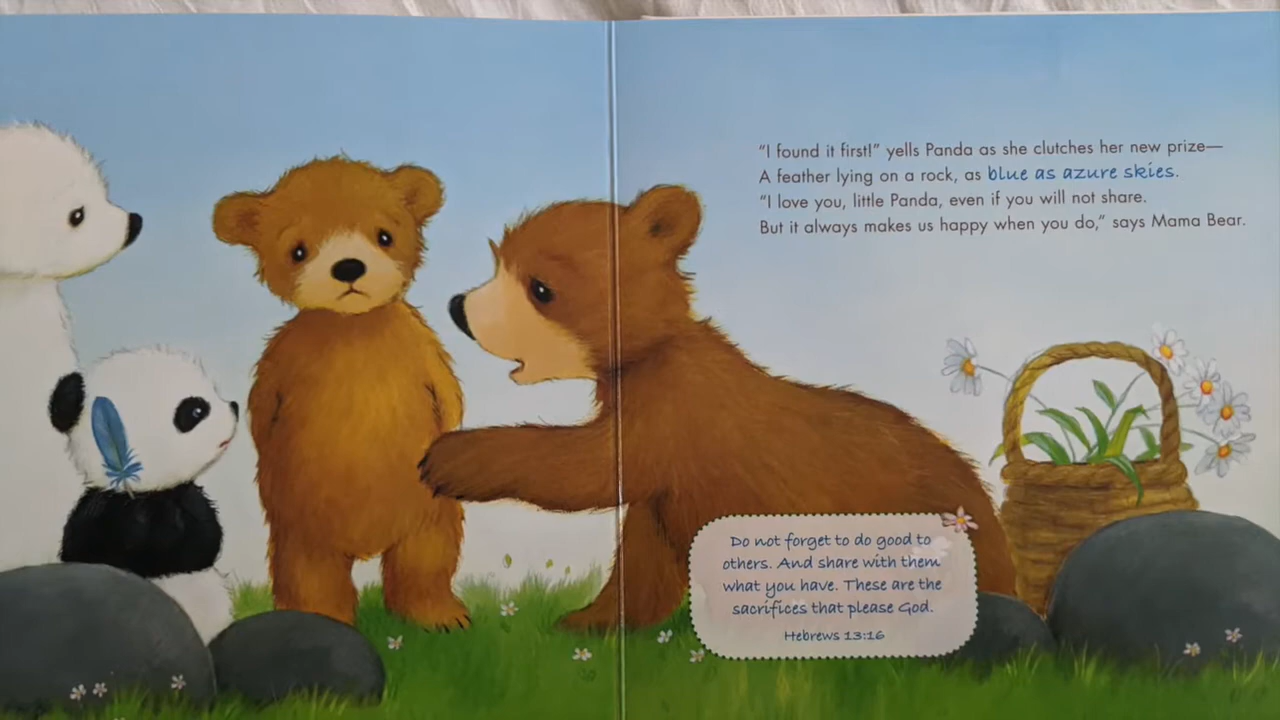 “I found it first!” yells Panda as she clutches her new prize—
A feather lying on a rock, as blue as azure skies.
“I love you, little Panda, even if you will not share.
But it always makes us happy when you do,” says Mama Bear.
Do not forget to do good to
others. And share with them
what you have. These are the
sacrifices that please God.
Hebrews 13:16